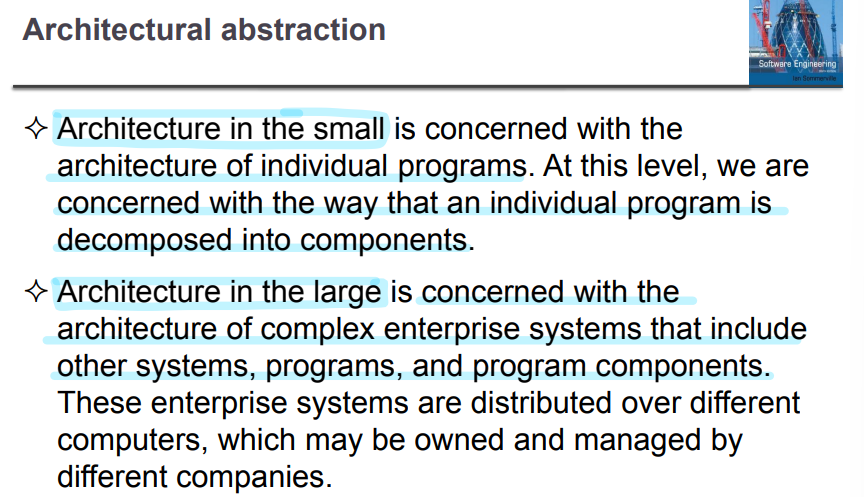 Architectural abstraction
Software Engineering
Ian Sommerville
✧ Architecture in the small is concerned with the
architecture of individual programs. At this level, we are
concerned with the way that an individual program is
decomposed into components.
✧ Architecture in the large is concerned with the
architecture of complex enterprise systems that include
other systems, programs, and program components.
These enterprise systems are distributed over different
computers, which may be owned and managed by
different companies.